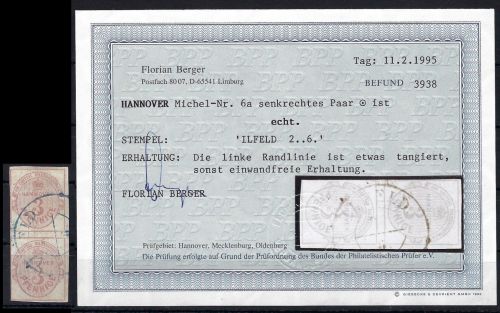 Florian Berger
Postfach 80 07, D-65541 Limburg
Tag: 11.2.1995
BEFUND 3938
HANNOVER Michel-Nr. 6a senkrechtes Paar ⊙ ist
echt.
STEMPEL: 'ILFELD 2..6.'
ERHALTUNG: Die linke Randlinie ist etwas tangiert,
sonst einwandfreie Erhaltung.
FLORIAN BERGER
Prüfgebiet: Hannover, Mecklenburg, Oldenburg
Die Prüfung erfolgte auf Grund der Prüfordnung des Bundes der Philatelistischen Prüfer e.V.